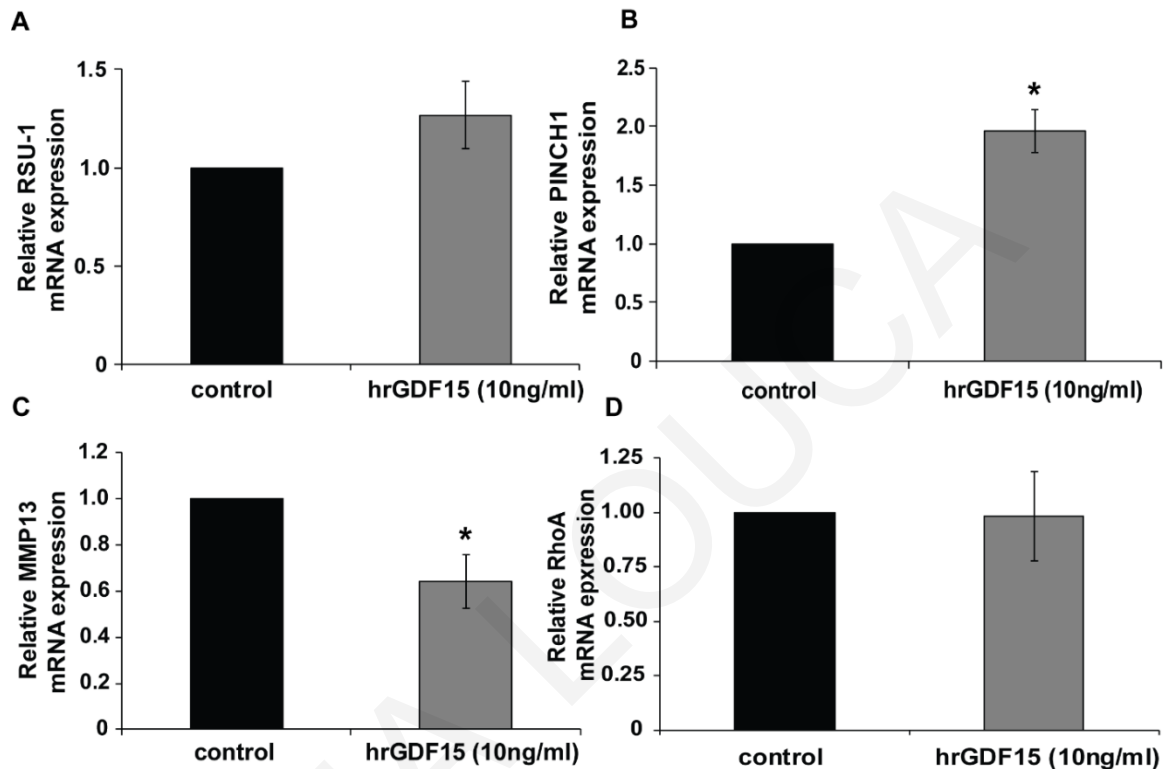 A
Relative RSU-1
mRNA expression
1.5
1.0
0.5
0
control
hrGDF15 (10ng/ml)
B
Relative PINCH1
mRNA expression
2.5
2.0
1.5
1.0
0.5
0
*
control
hrGDF15 (10ng/ml)
C
Relative MMP13
mRNA expression
1.2
1.0
0.8
0.6
0.4
0.2
0
*
control
hrGDF15 (10ng/ml)
D
Relative RhoA
mRNA epxression
1.25
1.00
0.75
0.50
0.25
0
control
hrGDF15 (10ng/ml)
A LOUCA